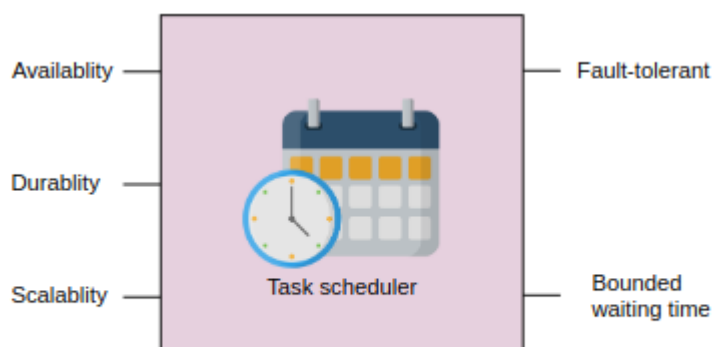 Availablity
Fault-tolerant
Durablity
Scalablity
Task scheduler
Bounded
waiting time